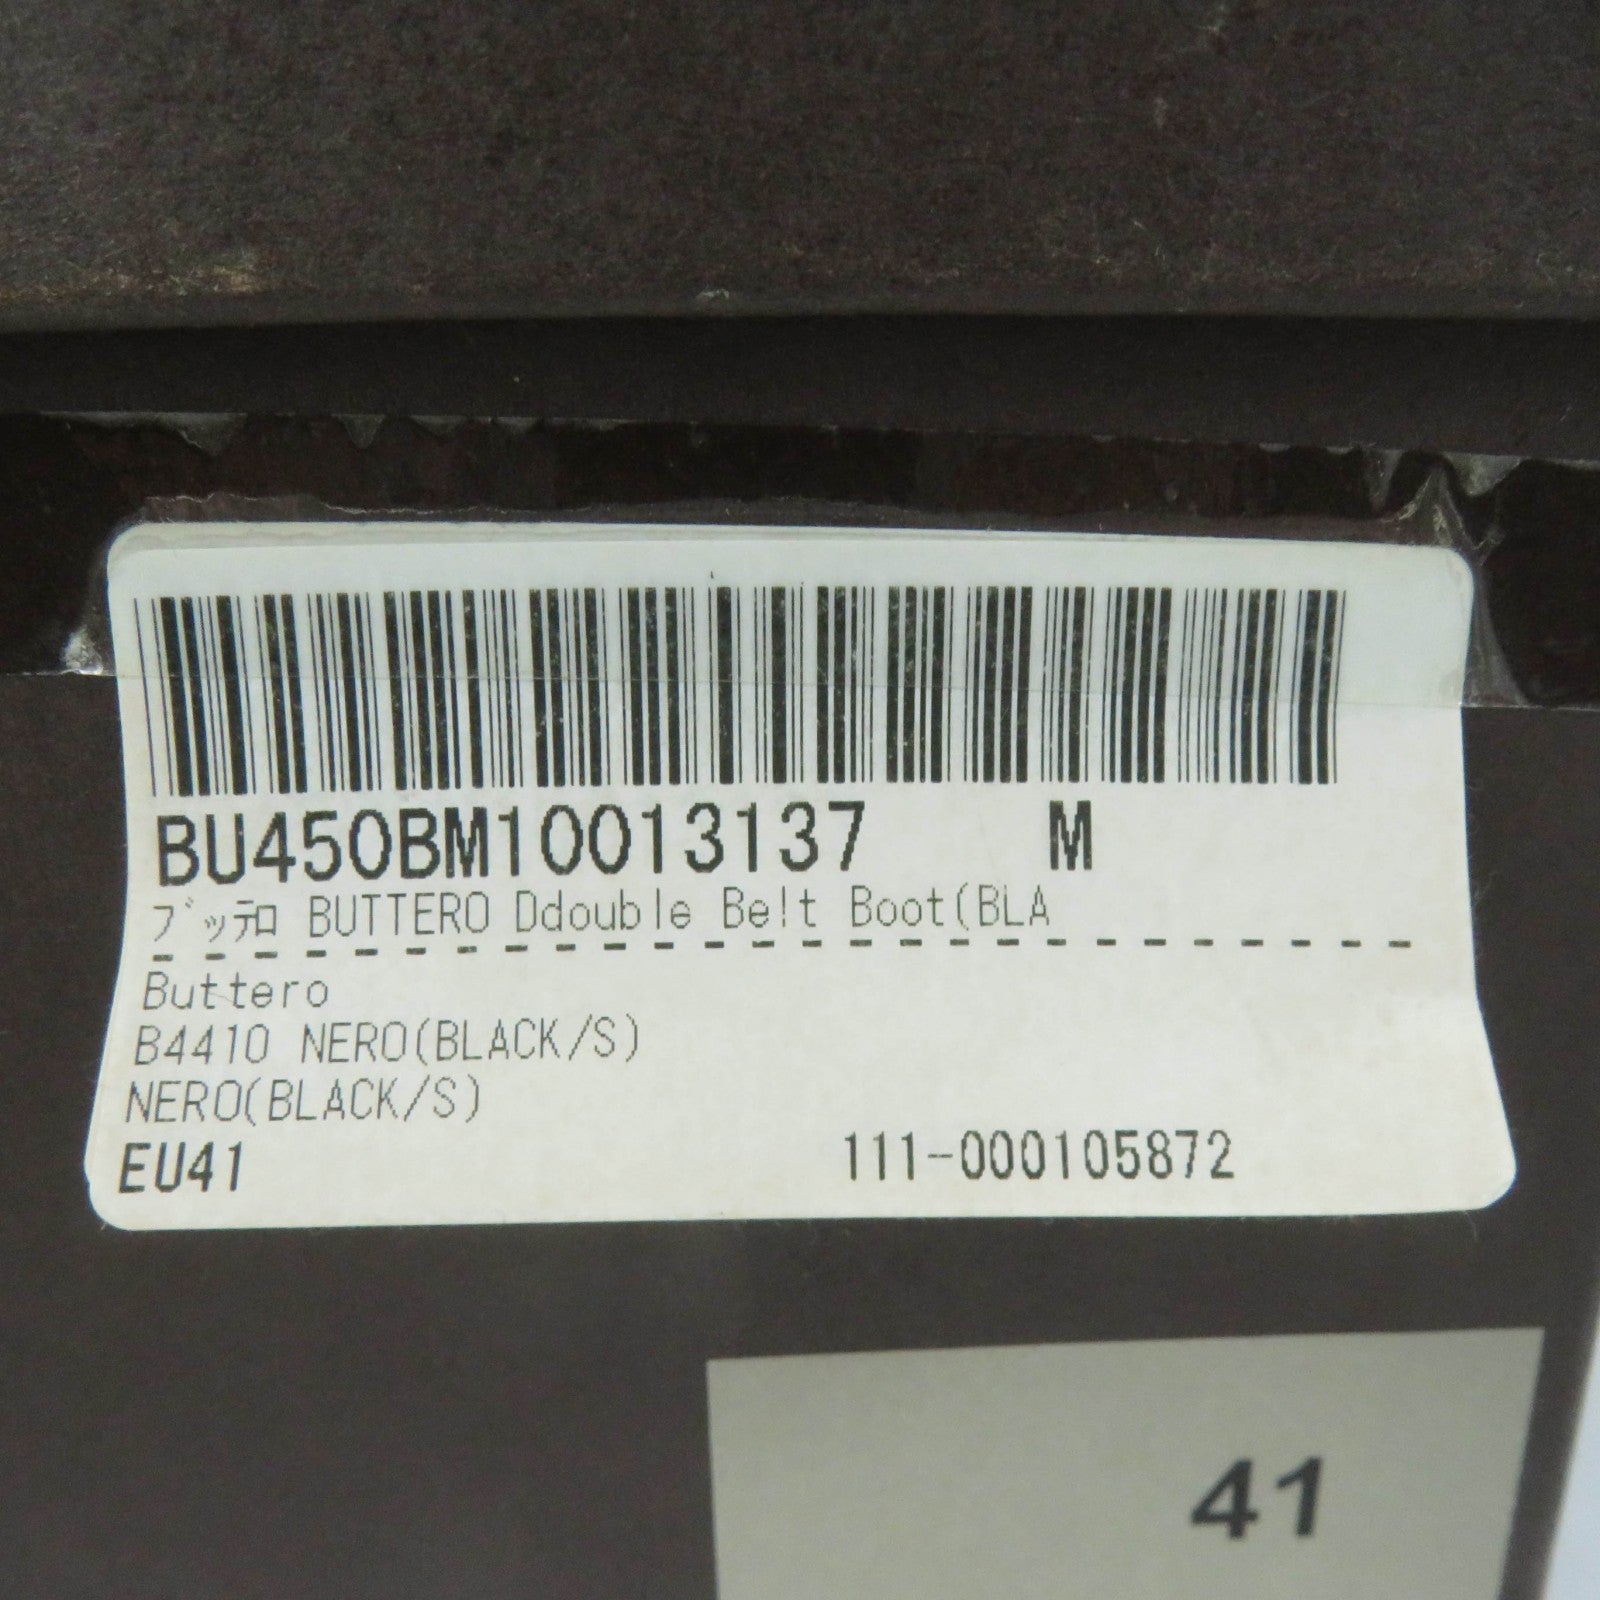 BU450BM10013137 M
ブッテロ BUTTERO Ddouble Belt Boot(BLA
Buttero
B4410 NERO(BLACK/S)
NERO(BLACK/S)
EU41 111-000105872
41